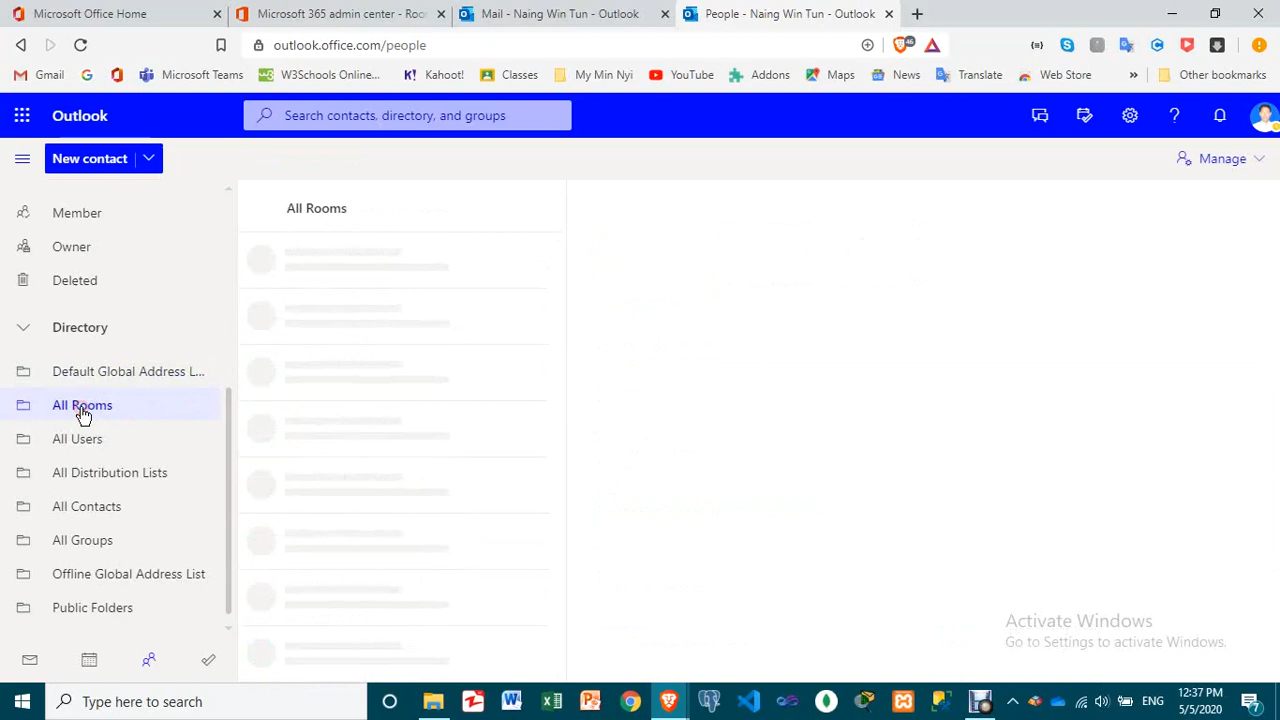 Microsoft Office Home
Microsoft 365 admin center - Roo
Mail - Naing Win Tun - Outlook
People - Naing Win Tun - Outlook
outlook.office.com/people
46
Gmail
Microsoft Teams
W3Schools Online...
Kahoot!
Classes
My Min Nyi
YouTube
Addons
Maps
News
Translate
Web Store
Other bookmarks
Outlook
Search contacts, directory, and groups
New contact
Manage
Member
Owner
Deleted
Directory
Default Global Address L...
All Rooms
All Users
All Distribution Lists
All Contacts
All Groups
Offline Global Address List
Public Folders
All Rooms
Activate Windows
Go to Settings to activate Windows.
Type here to search
ENG
12:37 PM
5/5/2020
7